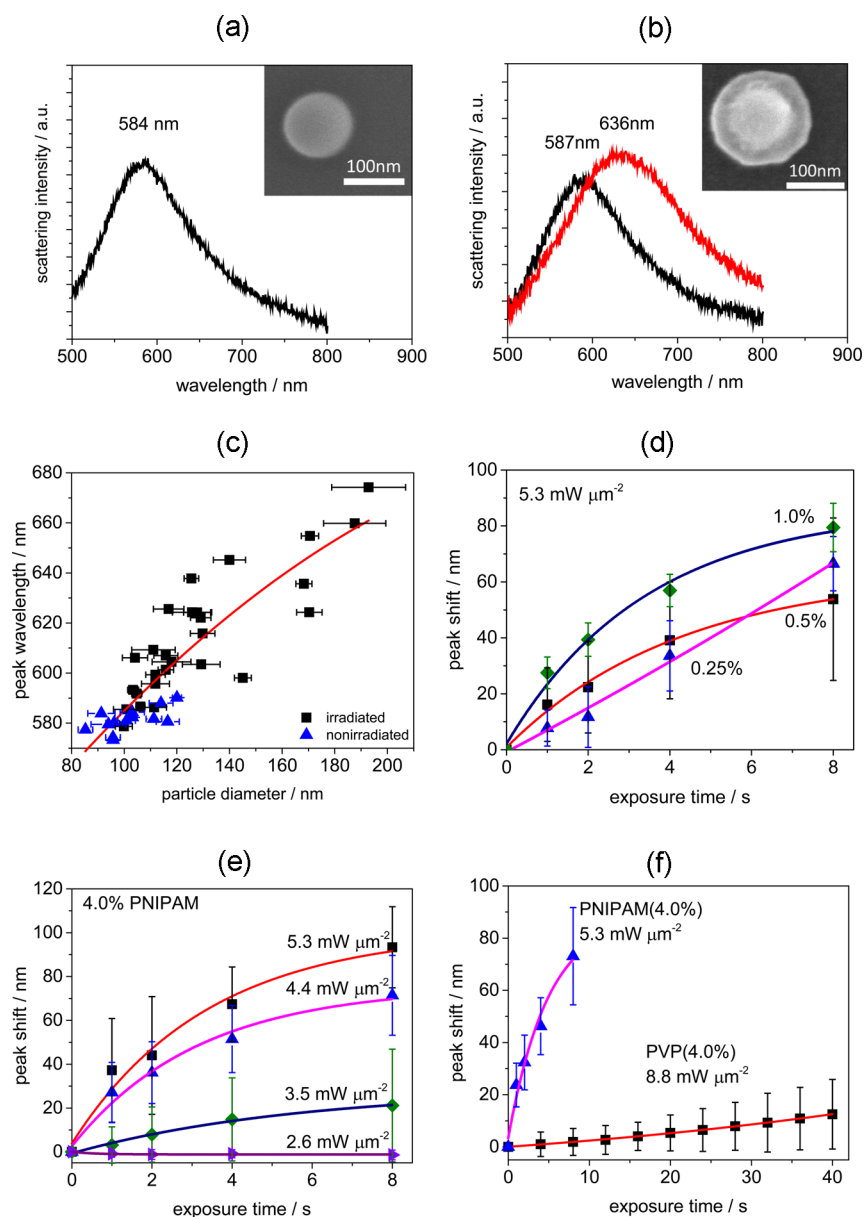 (a)
584 nm
100nm
scattering intensity / a.u.
500 600 700 800 900
wavelength / nm
(b)
636nm
587nm
100nm
scattering intensity / a.u.
500 600 700 800 900
wavelength / nm
(c)
680
660
640
620
600
580
peak wavelength / nm
irradiated
nonirradiated
80 100 120 140 160 180 200
particle diameter / nm
(d)
100
80
60
40
20
0
peak shift / nm
5.3 mW μm⁻²
1.0%
0.5%
0.25%
0 2 4 6 8
exposure time / s
(e)
120
100
80
60
40
20
0
peak shift / nm
4.0% PNIPAM
5.3 mW μm⁻²
4.4 mW μm⁻²
3.5 mW μm⁻²
2.6 mW μm⁻²
0 2 4 6 8
exposure time / s
(f)
100
80
60
40
20
0
peak shift / nm
PNIPAM(4.0%)
5.3 mW μm⁻²
PVP(4.0%)
8.8 mW μm⁻²
0 10 20 30 40
exposure time / s